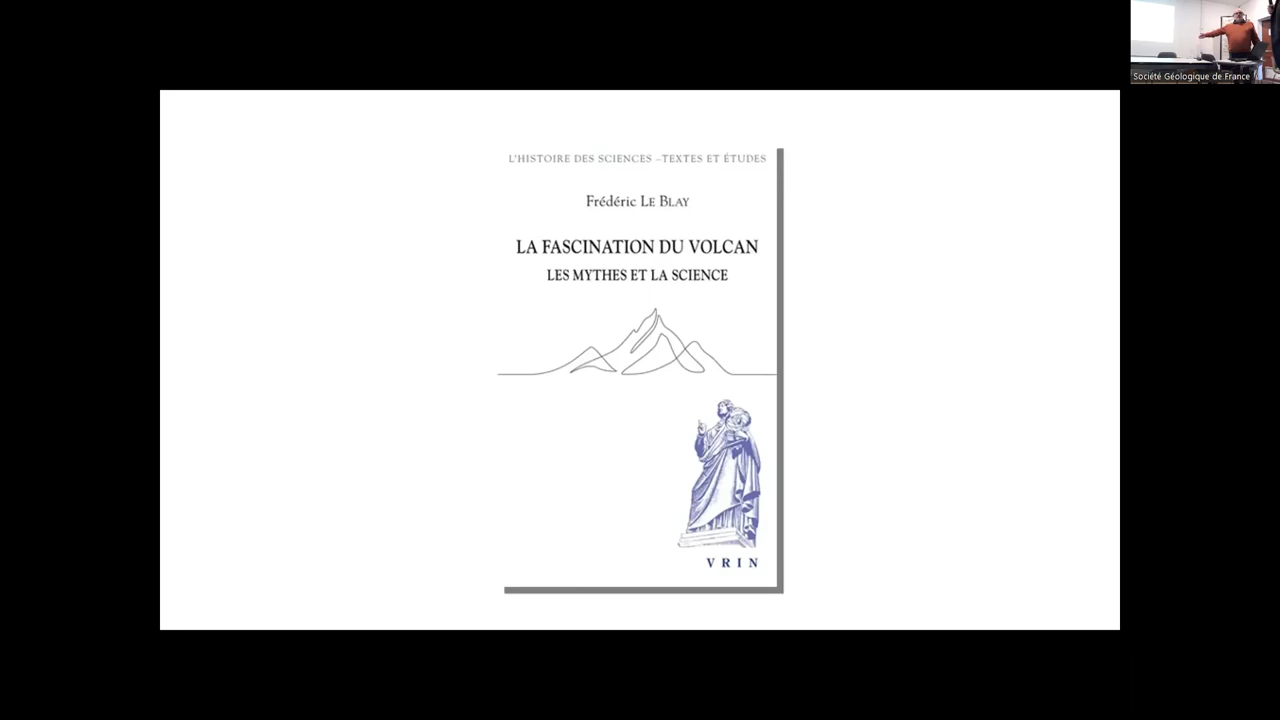 Société Géologique de France
L'HISTOIRE DES SCIENCES – TEXTES ET ÉTUDES
Frédéric LE BLAY
LA FASCINATION DU VOLCAN
LES MYTHES ET LA SCIENCE
VRIN